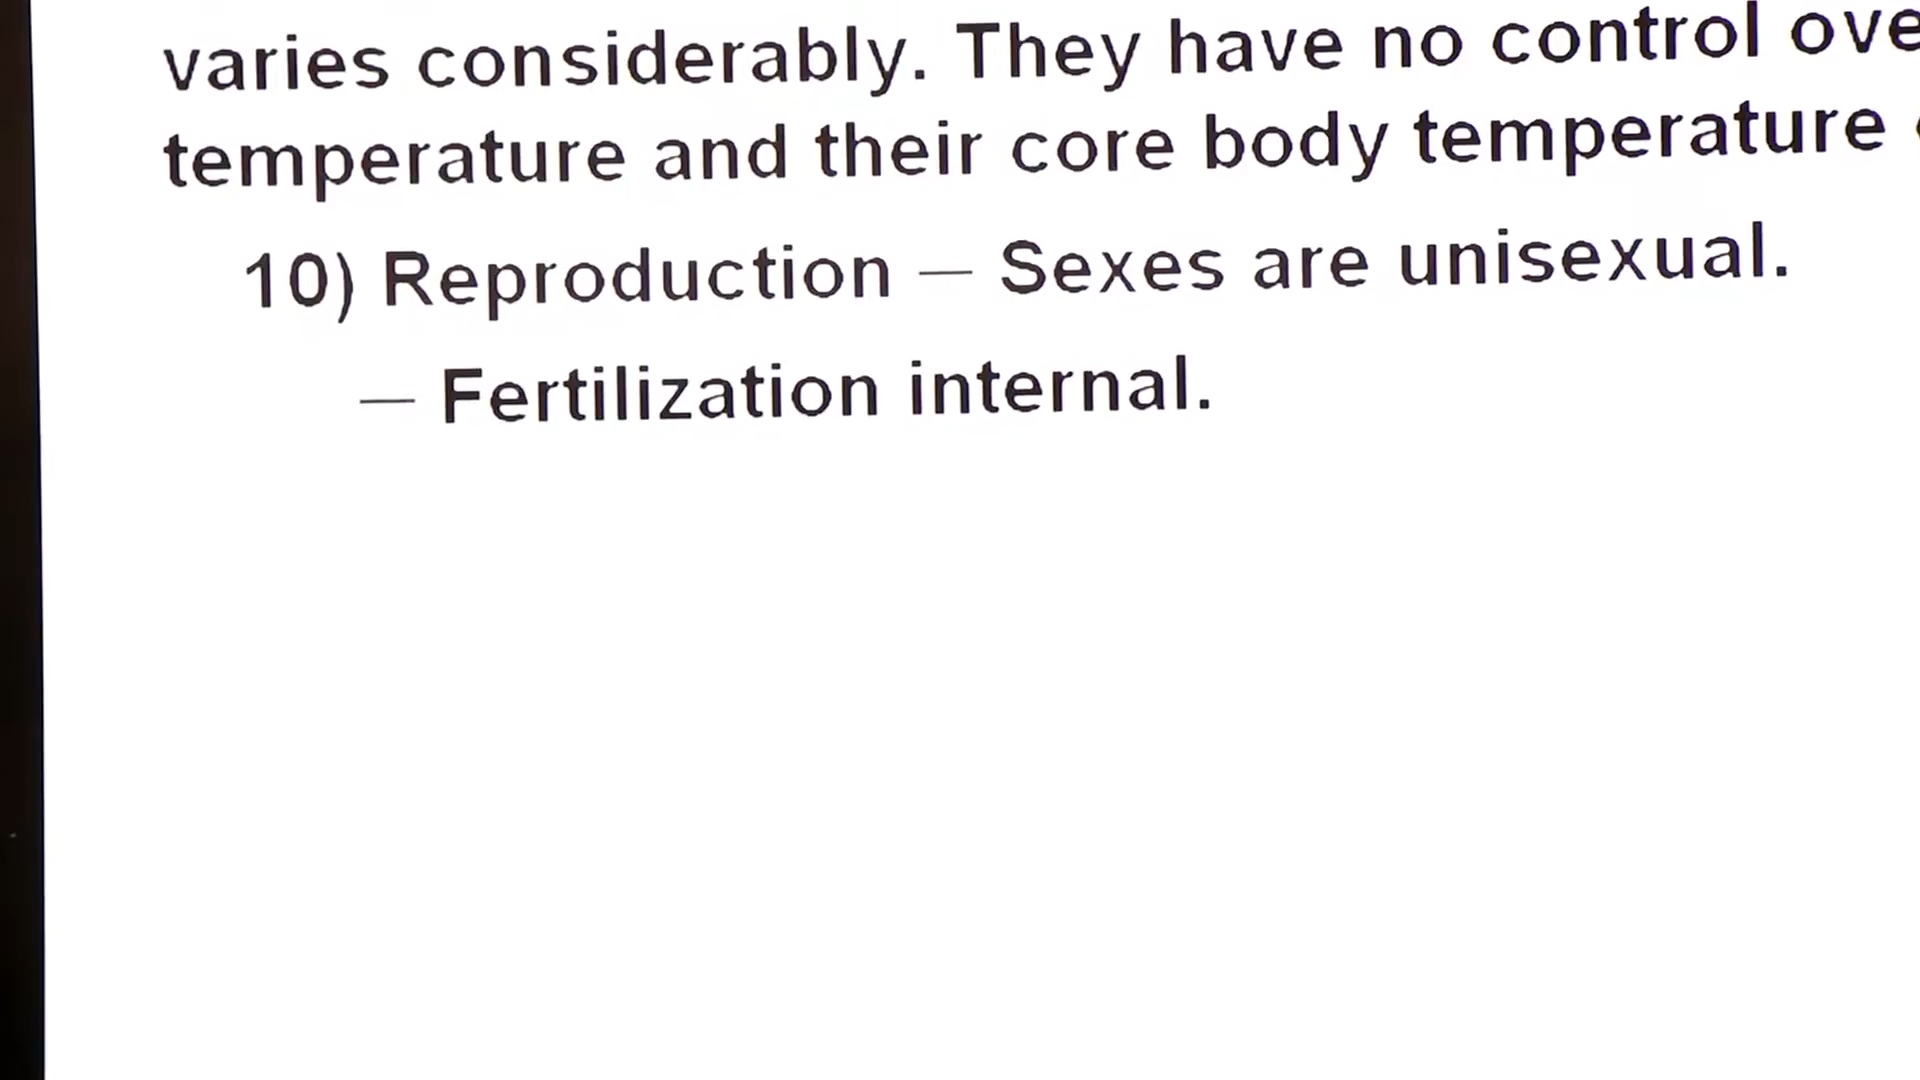 varies considerably. They have no control
temperature and their core body temperature
10) Reproduction — Sexes are unisexual.
— Fertilization internal.